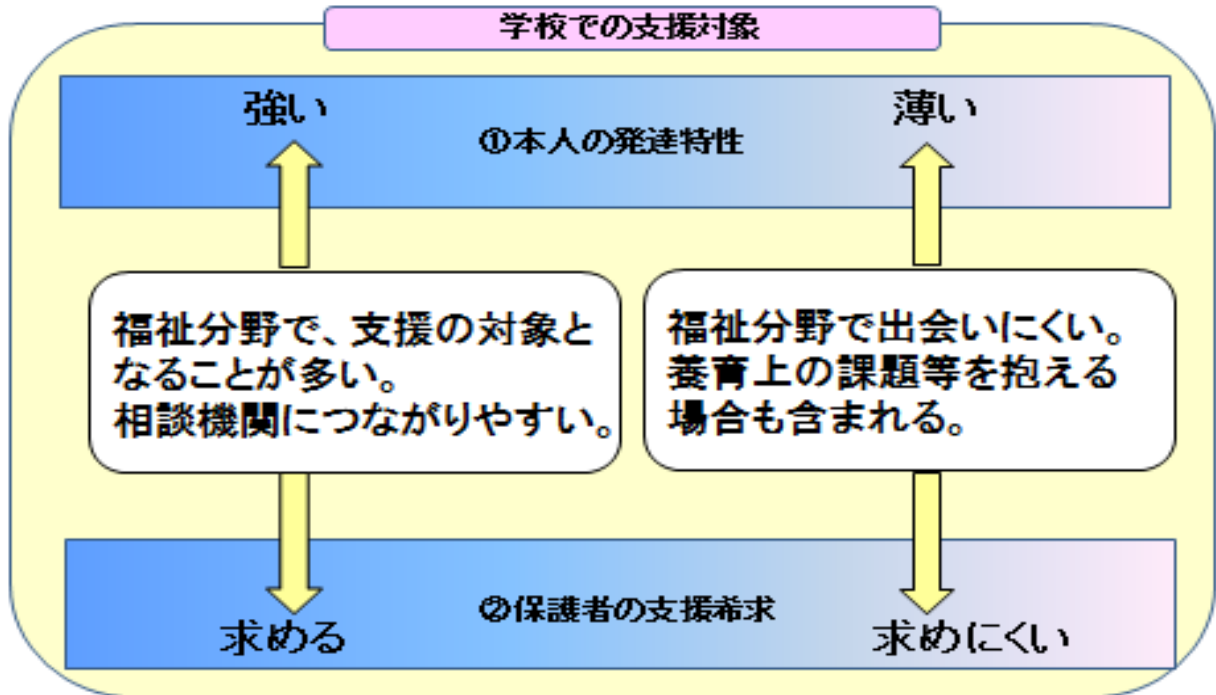 学校での支援対象
強い
薄い
①本人の発達特性
福祉分野で、支援の対象と
なることが多い。
相談機関につながりやすい。
福祉分野で出会いにくい。
養育上の課題等を抱える
場合も含まれる。
②保護者の支援希求
求める
求めにくい